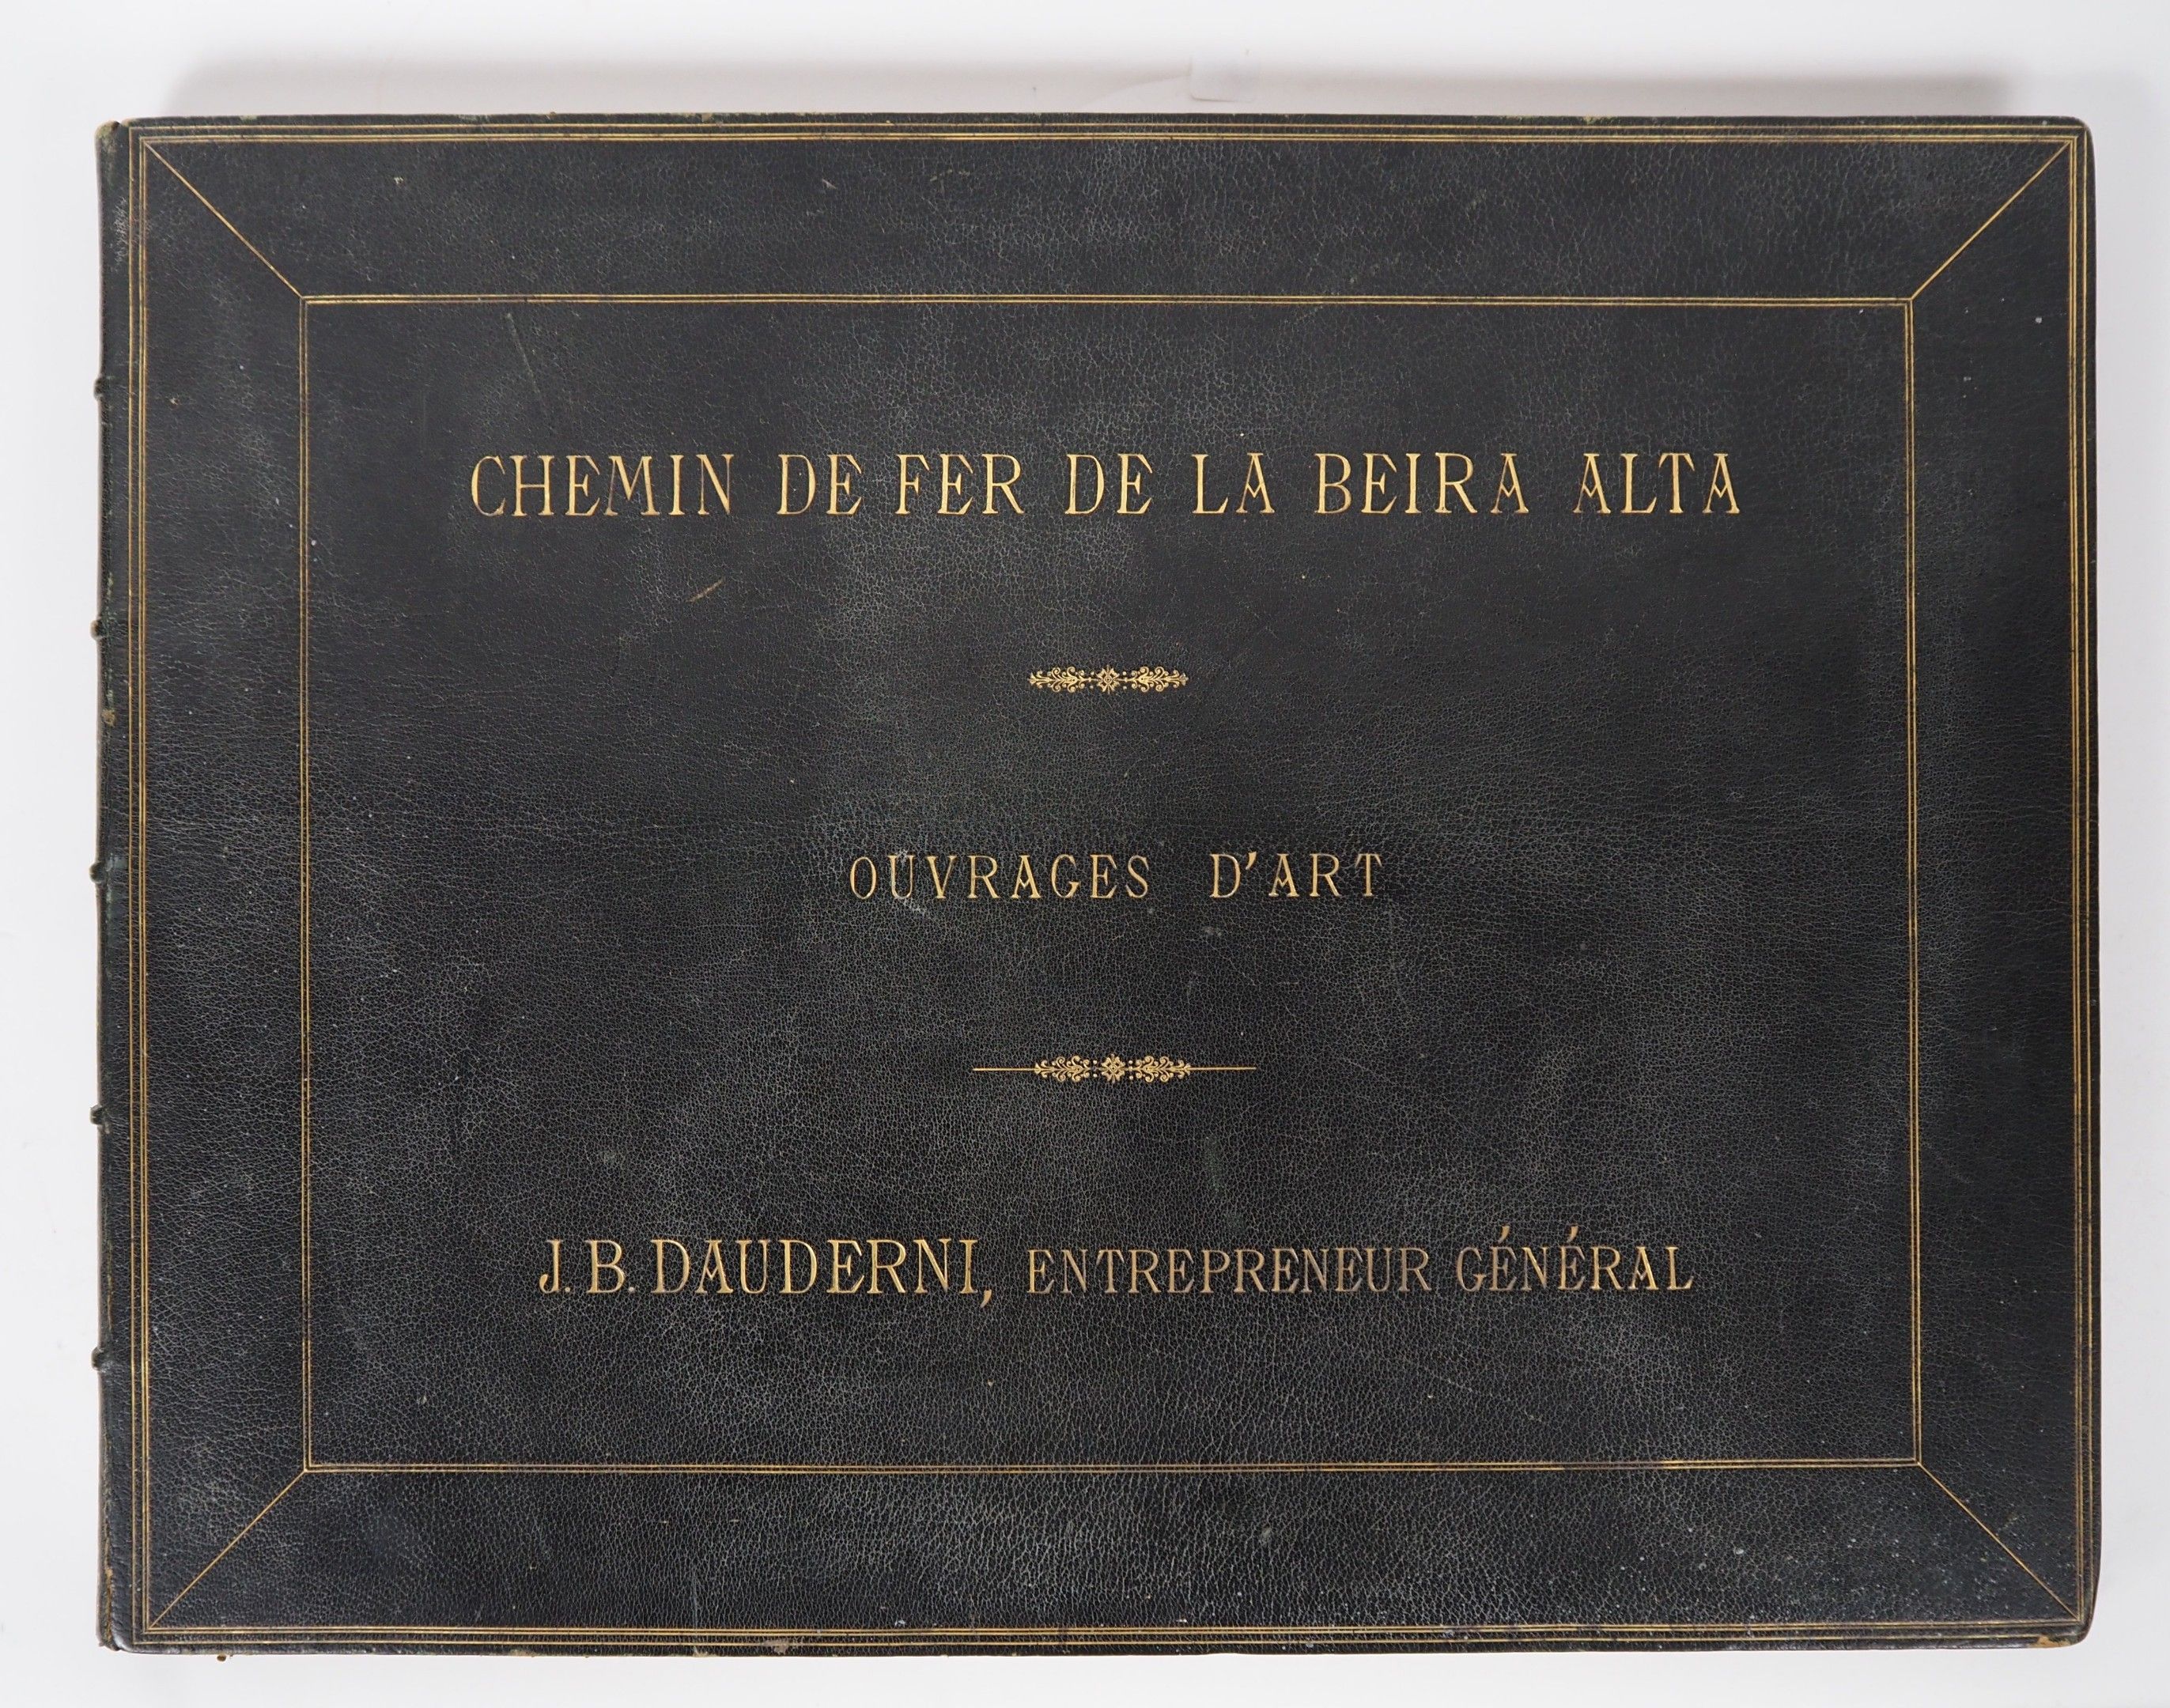 CHEMIN DE FER DE LA BEIRA ALTA
OUVRAGES D'ART
J. B. DAUDERNI, ENTREPRENEUR GÉNÉRAL